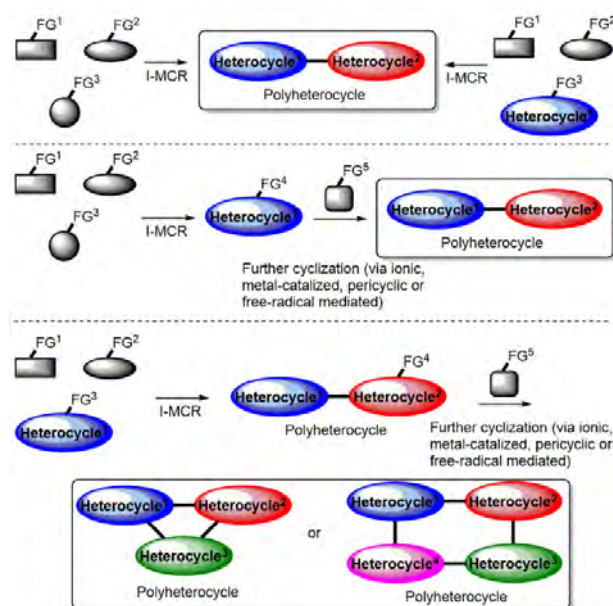 FG¹ FG² FG¹ FG²
FG³ I-MCR Heterocycle¹ Heterocycle² I-MCR FG³
Polyheterocycle Heterocycle¹
FG¹ FG² FG⁴ FG⁵
FG³ I-MCR Heterocycle¹ Heterocycle¹ Heterocycle²
Polyheterocycle
Further cyclization (via ionic,
metal-catalized, pericyclic or
free-radical mediated)
FG¹ FG² FG⁴ FG⁵
FG³
Heterocycle¹ I-MCR Heterocycle¹ Heterocycle²
Polyheterocycle
Further cyclization (via ionic,
metal-catalized, pericyclic or
free-radical mediated)
Heterocycle¹ Heterocycle² Heterocycle¹ Heterocycle²
or
Heterocycle³ Heterocycle⁴ Heterocycle³
Polyheterocycle Polyheterocycle